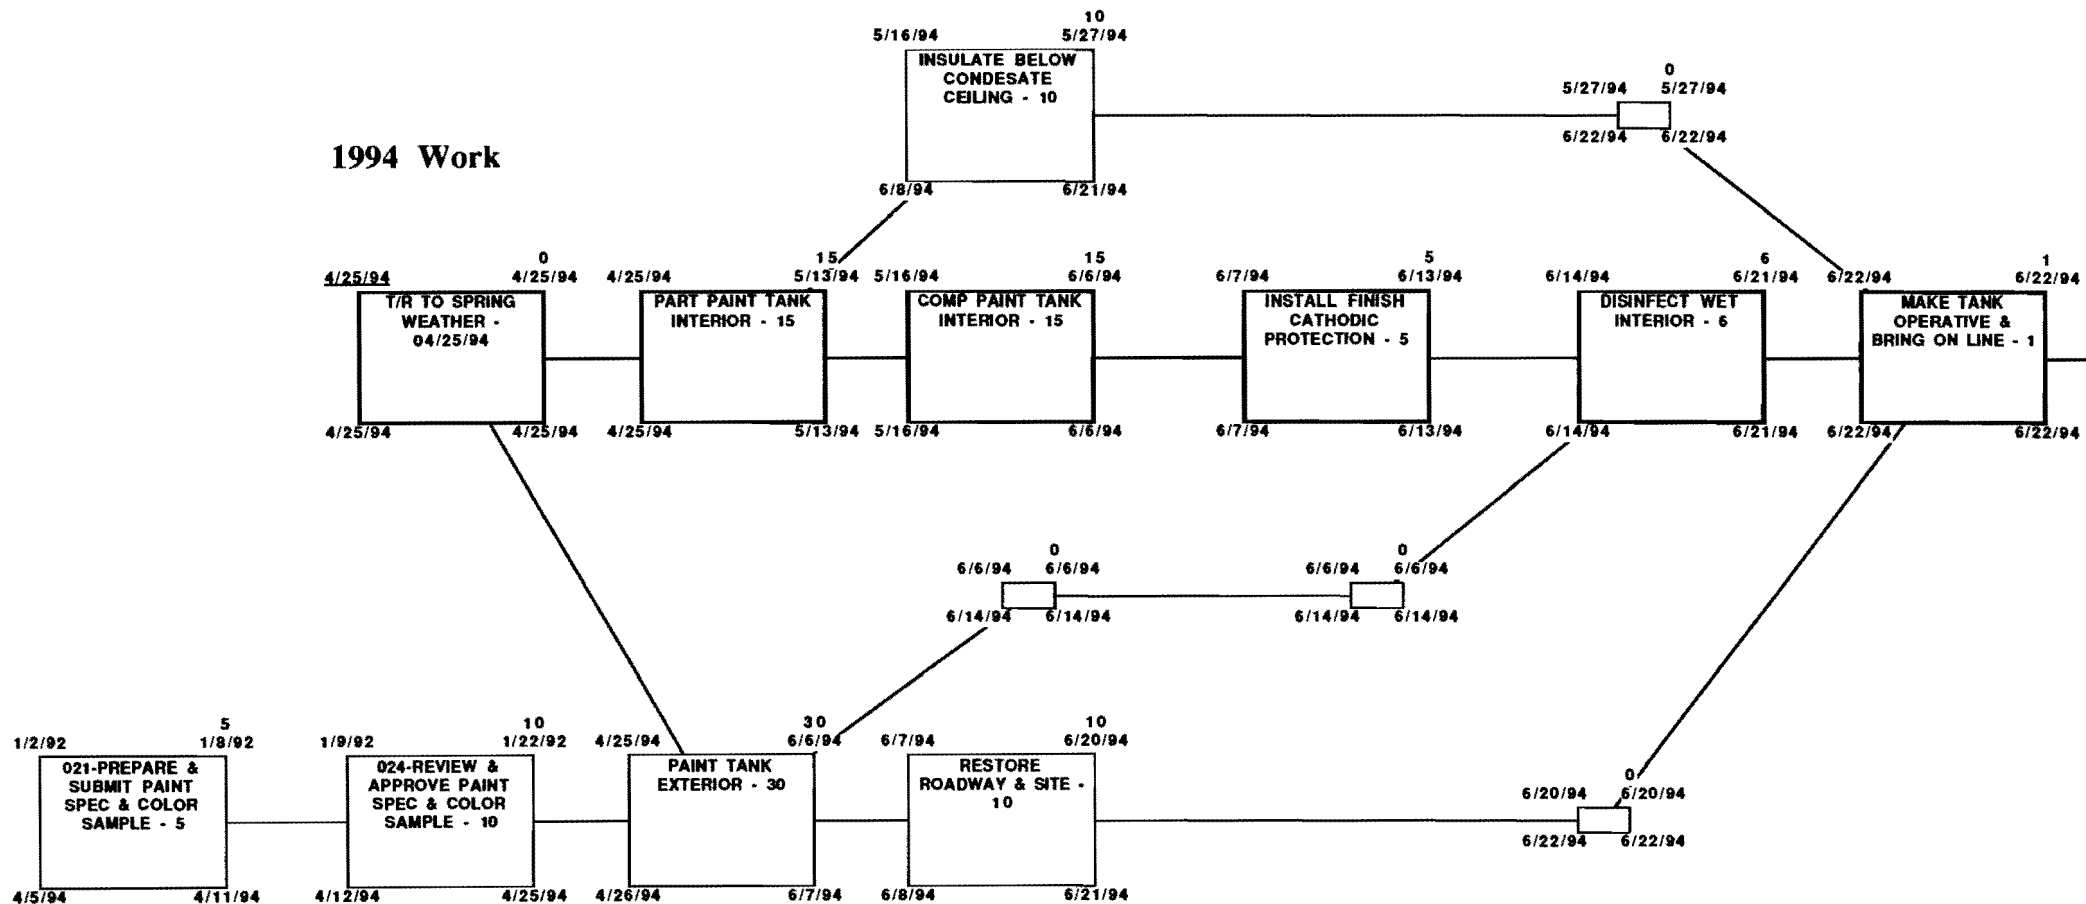 10
5/16/94 5/27/94
INSULATE BELOW
CONDESATE
CEILING - 10
6/8/94 6/21/94
0
5/27/94 5/27/94
6/22/94 6/22/94
1994 Work
0
4/25/94 4/25/94
T/R TO SPRING
WEATHER -
04/25/94
4/25/94 4/25/94
15
4/25/94 5/13/94
PART PAINT TANK
INTERIOR - 15
4/25/94 5/13/94
15
5/16/94 6/6/94
COMP PAINT TANK
INTERIOR - 15
5/16/94 6/6/94
5
6/7/94 6/13/94
INSTALL FINISH
CATHODIC
PROTECTION - 5
6/7/94 6/13/94
6
6/14/94 6/21/94
DISINFECT WET
INTERIOR - 6
6/14/94 6/21/94
1
6/22/94 6/22/94
MAKE TANK
OPERATIVE &
BRING ON LINE - 1
6/22/94 6/22/94
0
6/6/94 6/6/94
6/14/94 6/14/94
0
6/6/94 6/6/94
6/14/94 6/14/94
5
1/2/92 1/8/92
021-PREPARE &
SUBMIT PAINT
SPEC & COLOR
SAMPLE - 5
4/5/94 4/11/94
10
1/9/92 1/22/92
024-REVIEW &
APPROVE PAINT
SPEC & COLOR
SAMPLE - 10
4/12/94 4/25/94
30
4/25/94 6/6/94
PAINT TANK
EXTERIOR - 30
4/26/94 6/7/94
10
6/7/94 6/20/94
RESTORE
ROADWAY & SITE -
10
6/8/94 6/21/94
0
6/20/94 6/20/94
6/22/94 6/22/94